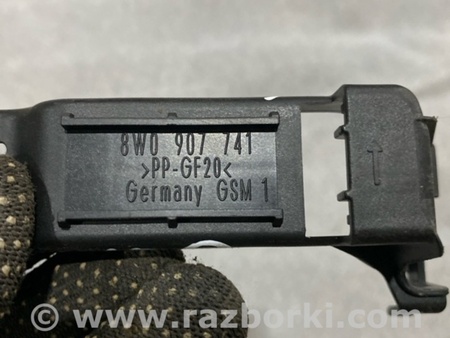 8W0 907 741
>PP-GF20<
Germany GSM 1
T
© www.razborki.com